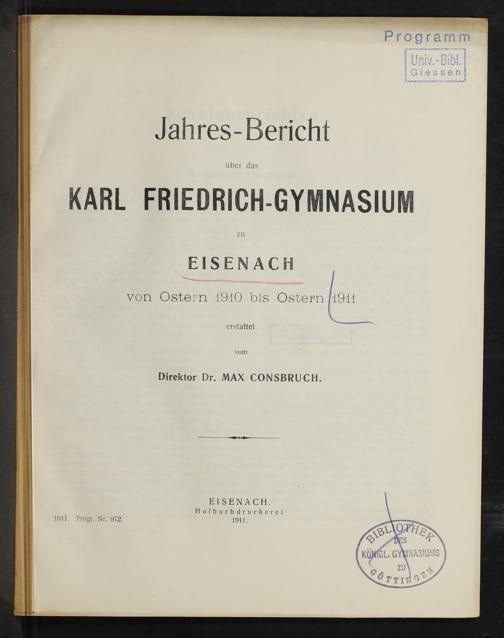 Programm
Univ.-Bibl.
Giessen
Jahres-Bericht
über das
KARL FRIEDRICH-GYMNASIUM
zu
EISENACH
von Ostern 1910 bis Ostern 1911
erstattet
vom
Direktor Dr. MAX CONSBRUCH.
EISENACH.
Hofbuchdruckerei
1911.
1911. Progr. Nr. 972.
BIBLIOTHEK
DES
KÖNIGL. GYMNASIUMS
ZU
GÖTTINGEN